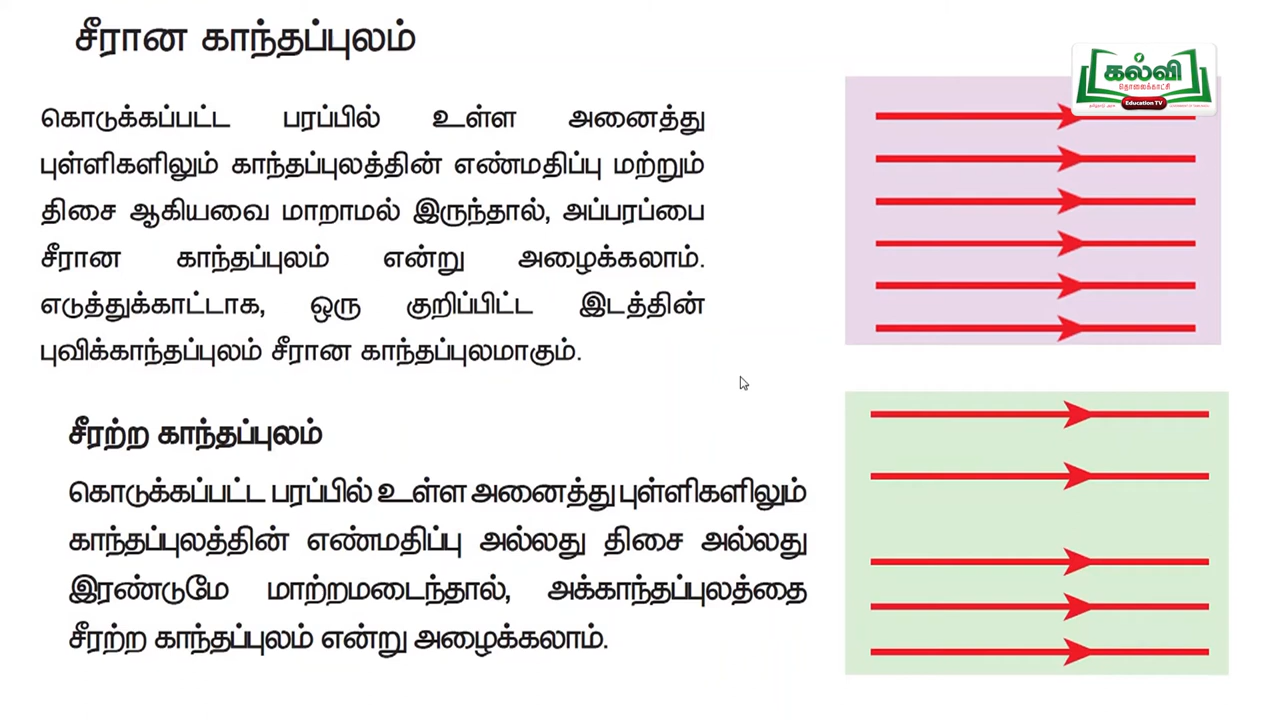 சீரான காந்தப்புலம்
கல்வி
தொலைக்காட்சி
Education TV
கொடுக்கப்பட்ட பரப்பில் உள்ள அனைத்து
புள்ளிகளிலும் காந்தப்புலத்தின் எண்மதிப்பு மற்றும்
திசை ஆகியவை மாறாமல் இருந்தால், அப்பரப்பை
சீரான காந்தப்புலம் என்று அழைக்கலாம்.
எடுத்துக்காட்டாக, ஒரு குறிப்பிட்ட இடத்தின்
புவிக்காந்தப்புலம் சீரான காந்தப்புலமாகும்.
சீரற்ற காந்தப்புலம்
கொடுக்கப்பட்ட பரப்பில் உள்ள அனைத்து புள்ளிகளிலும்
காந்தப்புலத்தின் எண்மதிப்பு அல்லது திசை அல்லது
இரண்டுமே மாற்றமடைந்தால், அக்காந்தப்புலத்தை
சீரற்ற காந்தப்புலம் என்று அழைக்கலாம்.